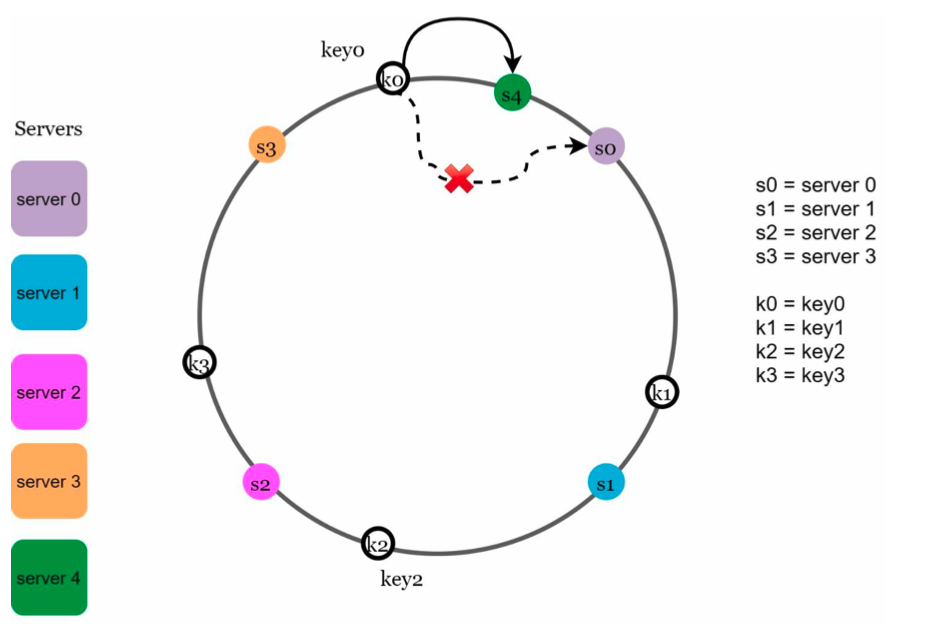 key0
k0
s4
Servers
s3
s0
server 0
s0 = server 0
s1 = server 1
s2 = server 2
s3 = server 3
server 1
k0 = key0
k1 = key1
k2 = key2
k3 = key3
k3
server 2
k1
server 3
s2
s1
k2
server 4
key2